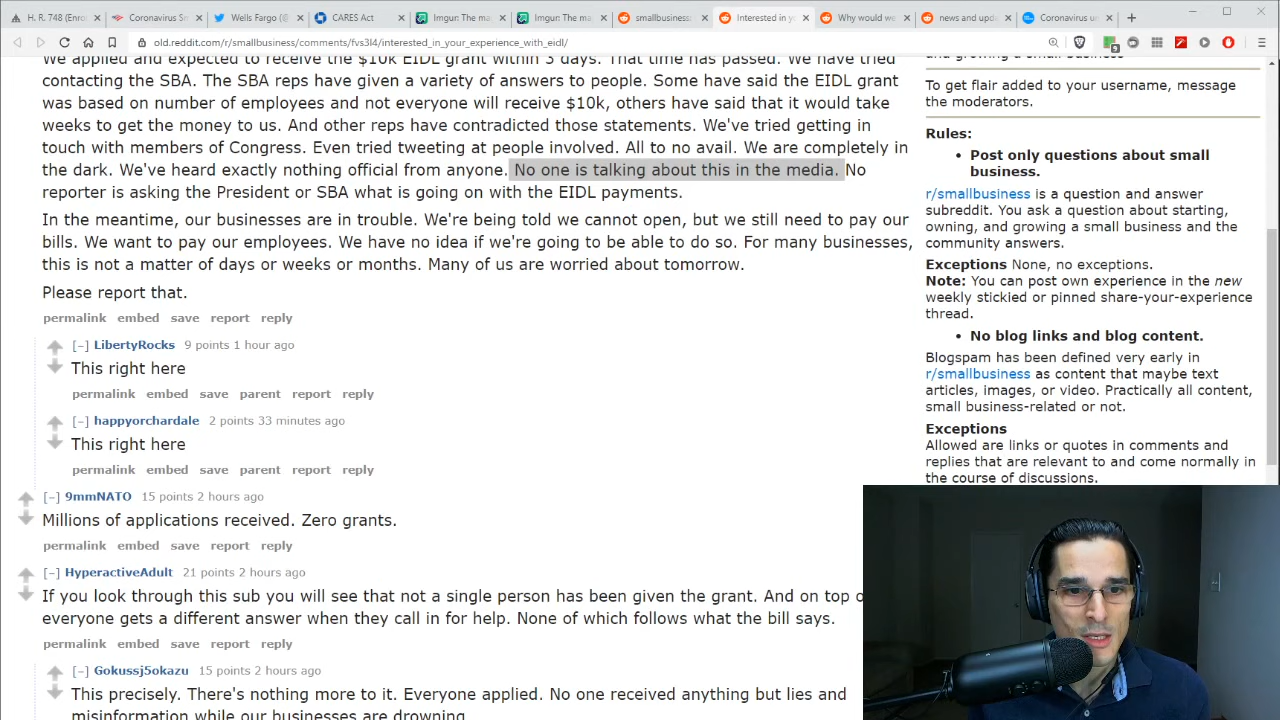 H. R. 748 (Enrol
Coronavirus Sm
Wells Fargo (@
CARES Act
Imgur: The ma
Imgur: The ma
smallbusiness
Interested in y
Why would we
news and upd
Coronavirus u
old.reddit.com/r/smallbusiness/comments/fvs3l4/interested_in_your_experience_with_eidl/
9
We applied and expected to receive the $10k EIDL grant within 3 days. That time has passed. We have tried
contacting the SBA. The SBA reps have given a variety of answers to people. Some have said the EIDL grant
was based on number of employees and not everyone will receive $10k, others have said that it would take
weeks to get the money to us. And other reps have contradicted those statements. We've tried getting in
touch with members of Congress. Even tried tweeting at people involved. All to no avail. We are completely in
the dark. We've heard exactly nothing official from anyone. No one is talking about this in the media. No
reporter is asking the President or SBA what is going on with the EIDL payments.
In the meantime, our businesses are in trouble. We're being told we cannot open, but we still need to pay our
bills. We want to pay our employees. We have no idea if we're going to be able to do so. For many businesses,
this is not a matter of days or weeks or months. Many of us are worried about tomorrow.
Please report that.
permalink embed save report reply
[–] LibertyRocks 9 points 1 hour ago
This right here
permalink embed save parent report reply
[–] happyorchardale 2 points 33 minutes ago
This right here
permalink embed save parent report reply
[–] 9mmNATO 15 points 2 hours ago
Millions of applications received. Zero grants.
permalink embed save report reply
[–] HyperactiveAdult 21 points 2 hours ago
If you look through this sub you will see that not a single person has been given the grant. And on top o
everyone gets a different answer when they call in for help. None of which follows what the bill says.
permalink embed save report reply
[–] Gokussj5okazu 15 points 2 hours ago
This precisely. There's nothing more to it. Everyone applied. No one received anything but lies and
misinformation while our businesses are drowning.
and growing a small business and the
To get flair added to your username, message
the moderators.
Rules:
• Post only questions about small
business.
r/smallbusiness is a question and answer
subreddit. You ask a question about starting,
owning, and growing a small business and the
community answers.
Exceptions None, no exceptions.
Note: You can post own experience in the new
weekly stickied or pinned share-your-experience
thread.
• No blog links and blog content.
Blogspam has been defined very early in
r/smallbusiness as content that maybe text
articles, images, or video. Practically all content,
small business-related or not.
Exceptions
Allowed are links or quotes in comments and
replies that are relevant to and come normally in
the course of discussions.